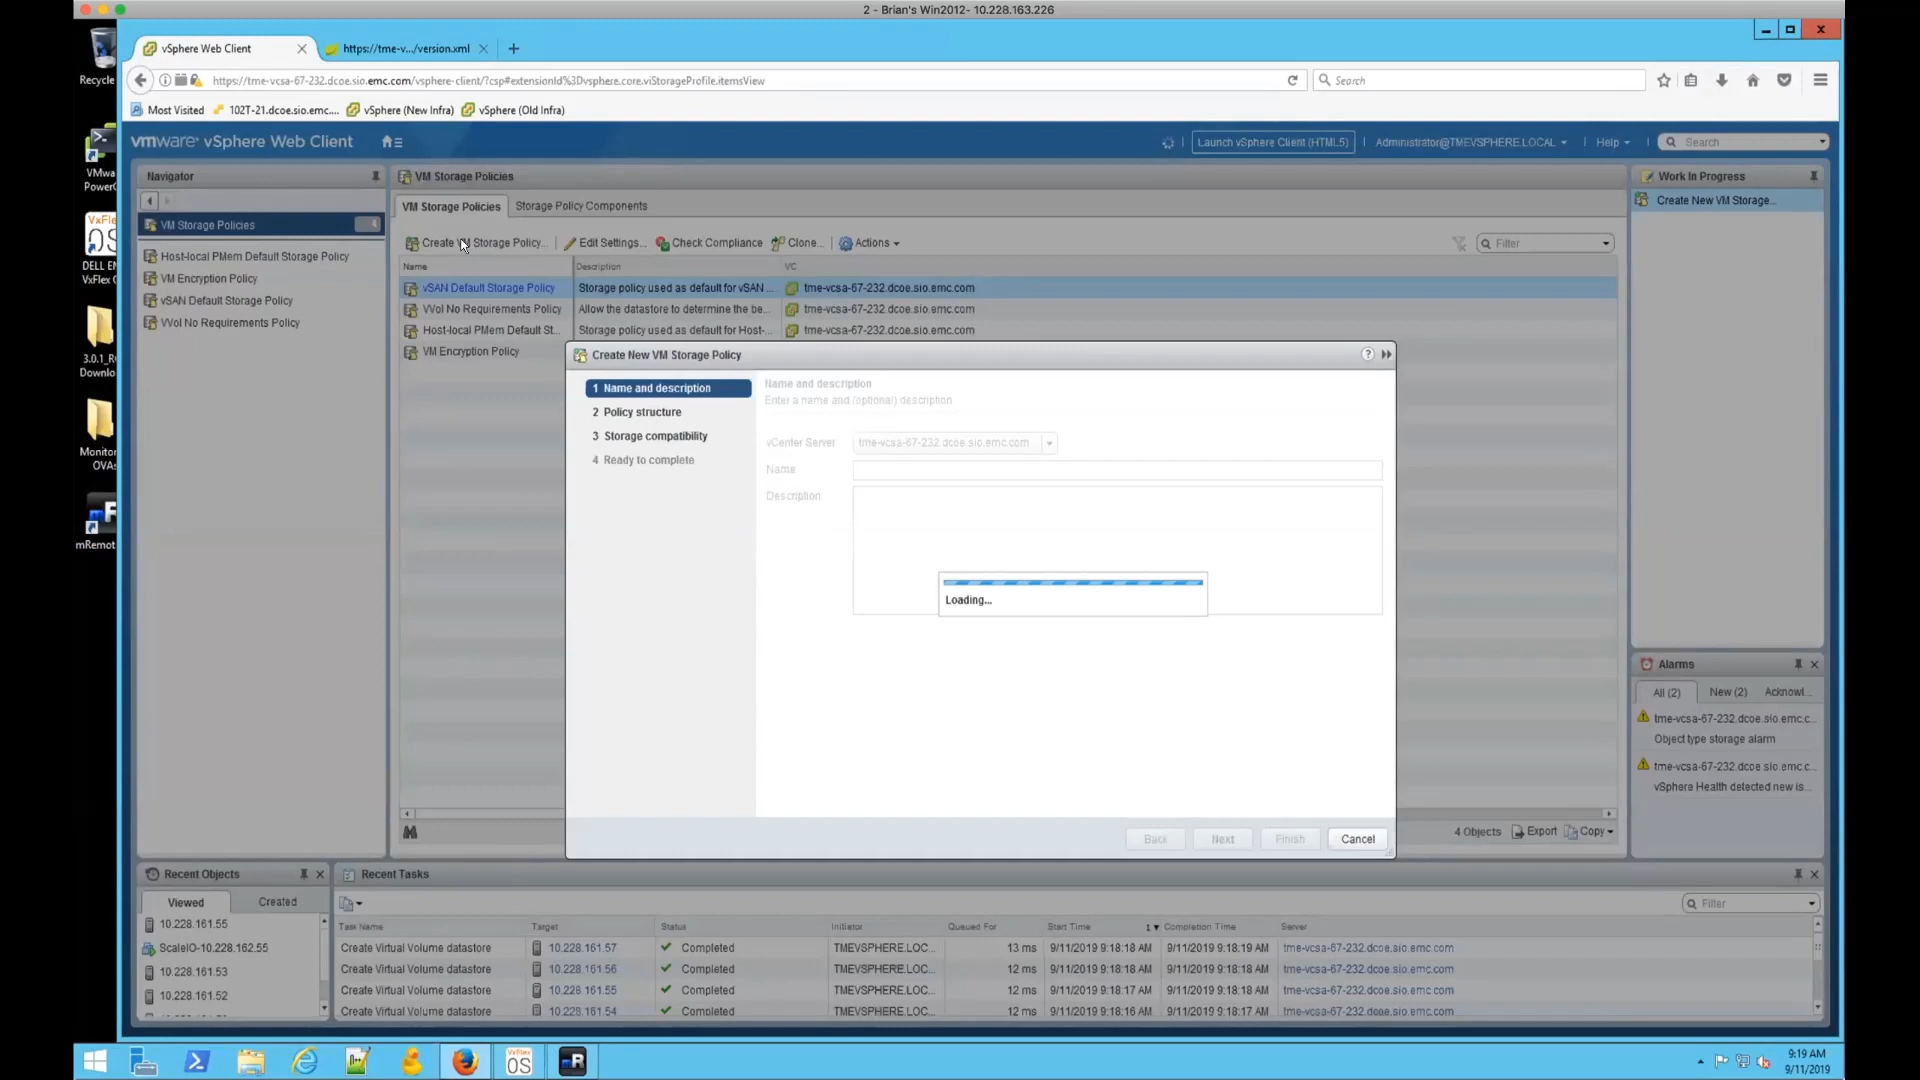 2 - Brian's Win2012- 10.228.163.226
Recycle
VMwa...
PowerC
VxFlex
OS
DELL EM
VxFlex C
3.0.1_R
Downlo...
Monitor
OVAs
mRemot
vSphere Web Client
https://tme-v.../version.xml
https://tme-vcsa-67-232.dcoe.sio.emc.com/vsphere-client/?csp#extensionId%3Dvsphere.core.viStorageProfile.itemsView
Search
Most Visited
102T-21.dcoe.sio.emc....
vSphere (New Infra)
vSphere (Old Infra)
vmware® vSphere Web Client
Launch vSphere Client (HTML5)
Administrator@TMEVSPHERE.LOCAL
Help
Search
Navigator
VM Storage Policies
Host-local PMem Default Storage Policy
VM Encryption Policy
vSAN Default Storage Policy
VVol No Requirements Policy
VM Storage Policies
VM Storage Policies
Storage Policy Components
Create VM Storage Policy...
Edit Settings...
Check Compliance
Clone...
Actions
Filter
Name
Description
VC
vSAN Default Storage Policy
Storage policy used as default for vSAN ...
tme-vcsa-67-232.dcoe.sio.emc.com
VVol No Requirements Policy
Allow the datastore to determine the be...
tme-vcsa-67-232.dcoe.sio.emc.com
Host-local PMem Default St...
Storage policy used as default for Host-...
tme-vcsa-67-232.dcoe.sio.emc.com
VM Encryption Policy
Create New VM Storage Policy
1 Name and description
2 Policy structure
3 Storage compatibility
4 Ready to complete
Name and description
Enter a name and (optional) description
vCenter Server
tme-vcsa-67-232.dcoe.sio.emc.com
Name
Description
Loading...
Back
Next
Finish
Cancel
4 Objects
Export
Copy
Work In Progress
Create New VM Storage...
Alarms
All (2)
New (2)
Acknowl...
tme-vcsa-67-232.dcoe.sio.emc.c...
Object type storage alarm
tme-vcsa-67-232.dcoe.sio.emc.c...
vSphere Health detected new is...
Recent Objects
Viewed
Created
10.228.161.55
ScaleIO-10.228.162.55
10.228.161.53
10.228.161.52
Recent Tasks
Filter
Task Name
Target
Status
Initiator
Queued For
Start Time
1
Completion Time
Server
Create Virtual Volume datastore
10.228.161.57
Completed
TMEVSPHERE.LOC...
13 ms
9/11/2019 9:18:18 AM
9/11/2019 9:18:19 AM
tme-vcsa-67-232.dcoe.sio.emc.com
Create Virtual Volume datastore
10.228.161.56
Completed
TMEVSPHERE.LOC...
12 ms
9/11/2019 9:18:18 AM
9/11/2019 9:18:18 AM
tme-vcsa-67-232.dcoe.sio.emc.com
Create Virtual Volume datastore
10.228.161.55
Completed
TMEVSPHERE.LOC...
12 ms
9/11/2019 9:18:17 AM
9/11/2019 9:18:18 AM
tme-vcsa-67-232.dcoe.sio.emc.com
Create Virtual Volume datastore
10.228.161.54
Completed
TMEVSPHERE.LOC...
12 ms
9/11/2019 9:18:16 AM
9/11/2019 9:18:17 AM
tme-vcsa-67-232.dcoe.sio.emc.com
VxFlex
OS
mR
9:19 AM
9/11/2019